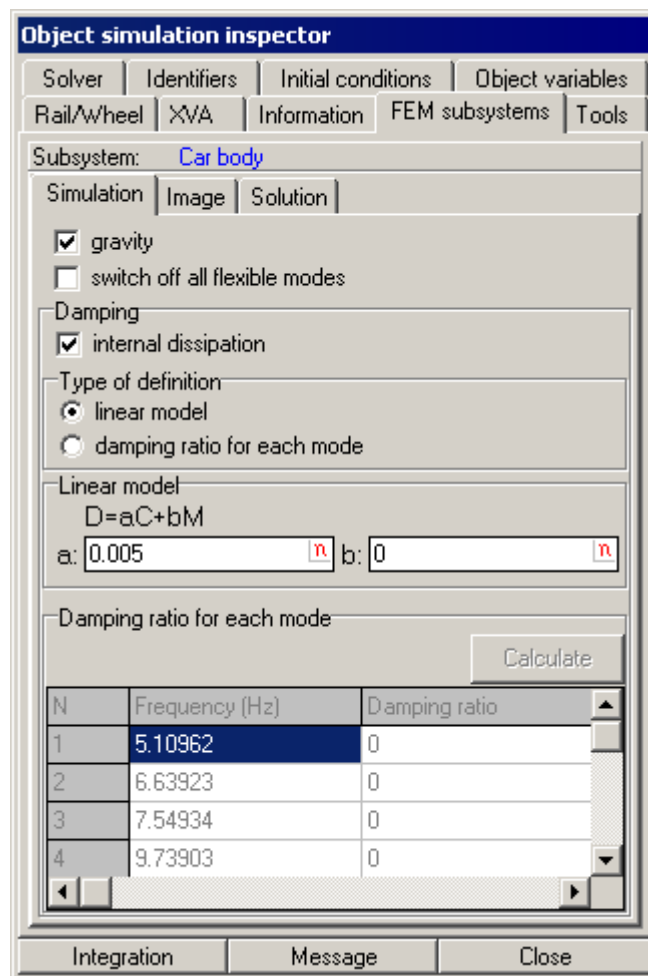 Object simulation inspector
Solver Identifiers Initial conditions Object variables
Rail/Wheel XVA Information FEM subsystems Tools
Subsystem: Car body
Simulation Image Solution
gravity
switch off all flexible modes
Damping
internal dissipation
Type of definition
linear model
damping ratio for each mode
Linear model
D=aC+bM
a: 0.005 n b: 0 n
Damping ratio for each mode
Calculate
N Frequency (Hz) Damping ratio
1 5.10962 0
2 6.63923 0
3 7.54934 0
4 9.73903 0
Integration Message Close